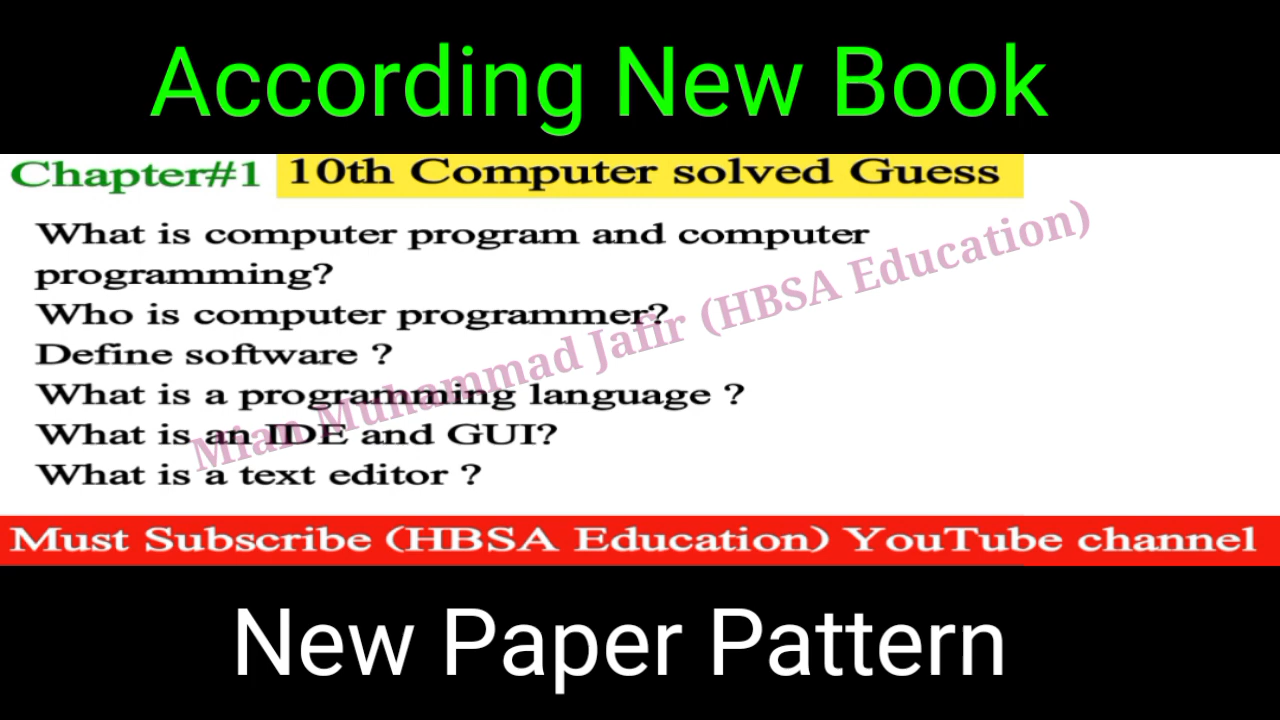 According New Book
Chapter#1 10th Computer solved Guess
What is computer program and computer
programming?
Who is computer programmer?
Define software ?
What is a programming language ?
What is an IDE and GUI?
What is a text editor ?
Mian Muhammad Jafir (HBSA Education)
Must Subscribe (HBSA Education) YouTube channel
New Paper Pattern